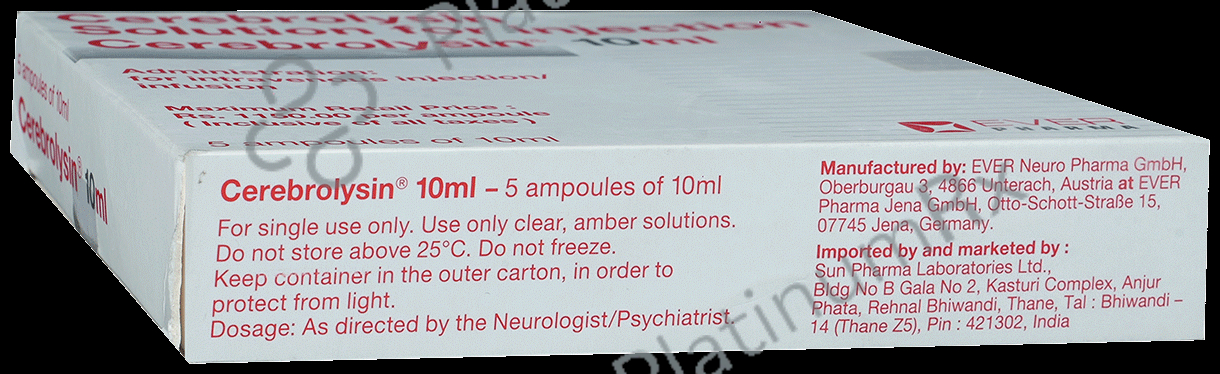 Cerebrolysin
Solution for injection
Cerebrolysin® 10ml
Administration:
for intravenous injection/
infusion
Maximum Retail Price :
Rs. 1150.00 per ampoule
( Inclusive of all taxes )
5 ampoules of 10ml
EVER
PHARMA
5 ampoules of 10ml
Cerebrolysin® 10ml
Cerebrolysin® 10ml – 5 ampoules of 10ml
For single use only. Use only clear, amber solutions.
Do not store above 25°C. Do not freeze.
Keep container in the outer carton, in order to
protect from light.
Dosage: As directed by the Neurologist/Psychiatrist.
Manufactured by: EVER Neuro Pharma GmbH,
Oberburgau 3, 4866 Unterach, Austria at EVER
Pharma Jena GmbH, Otto-Schott-Straße 15,
07745 Jena, Germany.
Imported by and marketed by :
Sun Pharma Laboratories Ltd.,
Bldg No B Gala No 2, Kasturi Complex, Anjur
Phata, Rehnal Bhiwandi, Thane, Tal : Bhiwandi –
14 (Thane Z5), Pin : 421302, India
PlatinumRx